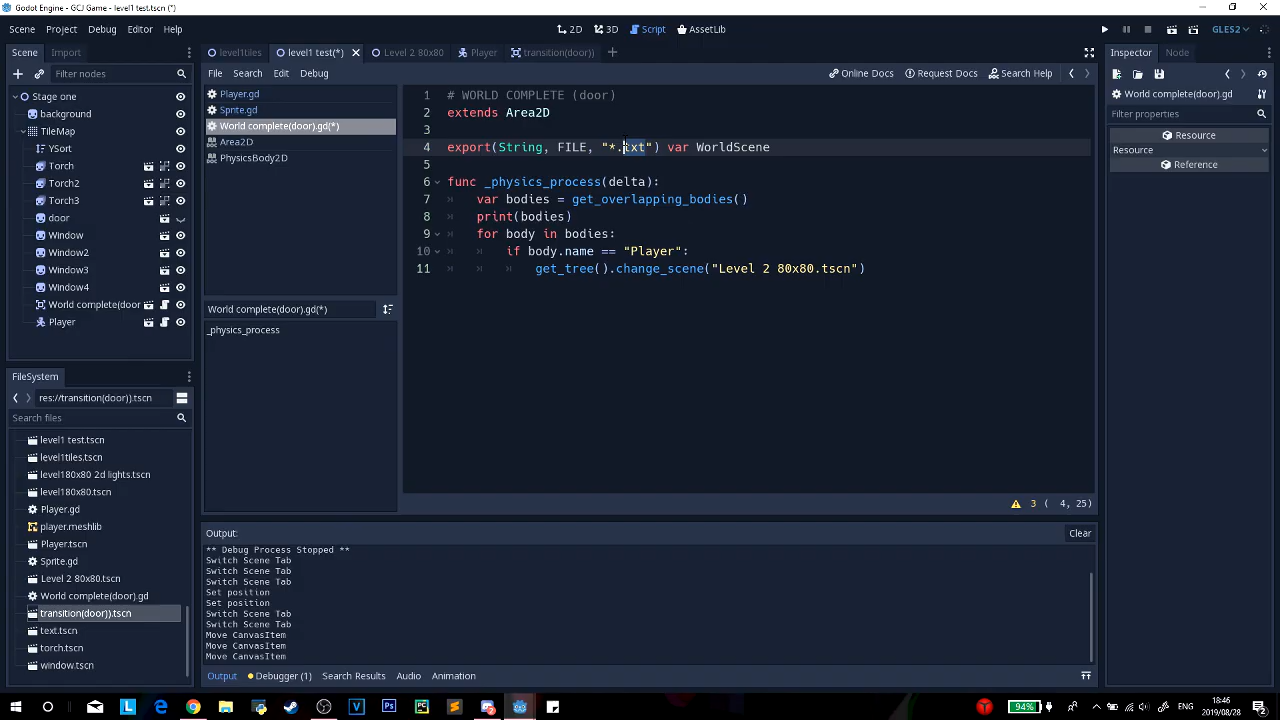 Godot Engine - GCJ Game - level1 test.tscn (*)
Scene Project Debug Editor Help
2D 3D Script AssetLib
GLES2
Scene Import
level1tiles level1 test(*) Level 2 80x80 Player transition(door))
Inspector Node
Filter nodes
File Search Edit Debug
Online Docs Request Docs Search Help
Stage one
background
TileMap
YSort
Torch
Torch2
Torch3
door
Window
Window2
Window3
Window4
World complete(door)
Player
Player.gd
Sprite.gd
World complete(door).gd(*)
Area2D
PhysicsBody2D
World complete(door).gd(*)
_physics_process
1 # WORLD COMPLETE (door)
2 extends Area2D
3
4 export(String, FILE, "*.txt") var WorldScene
5
6 func _physics_process(delta):
7 var bodies = get_overlapping_bodies()
8 print(bodies)
9 for body in bodies:
10 if body.name == "Player":
11 get_tree().change_scene("Level 2 80x80.tscn")
3 ( 4, 25)
World complete(door).gd
Filter properties
Resource
Resource
Reference
FileSystem
res://transition(door)).tscn
Search files
level1 test.tscn
level1tiles.tscn
level180x80 2d lights.tscn
level180x80.tscn
Player.gd
player.meshlib
Player.tscn
Sprite.gd
Level 2 80x80.tscn
World complete(door).gd
transition(door)).tscn
text.tscn
torch.tscn
window.tscn
Output:
Clear
** Debug Process Stopped **
Switch Scene Tab
Switch Scene Tab
Switch Scene Tab
Set position
Set position
Switch Scene Tab
Switch Scene Tab
Move CanvasItem
Move CanvasItem
Move CanvasItem
Output Debugger (1) Search Results Audio Animation
94%
18:46
2019/08/28